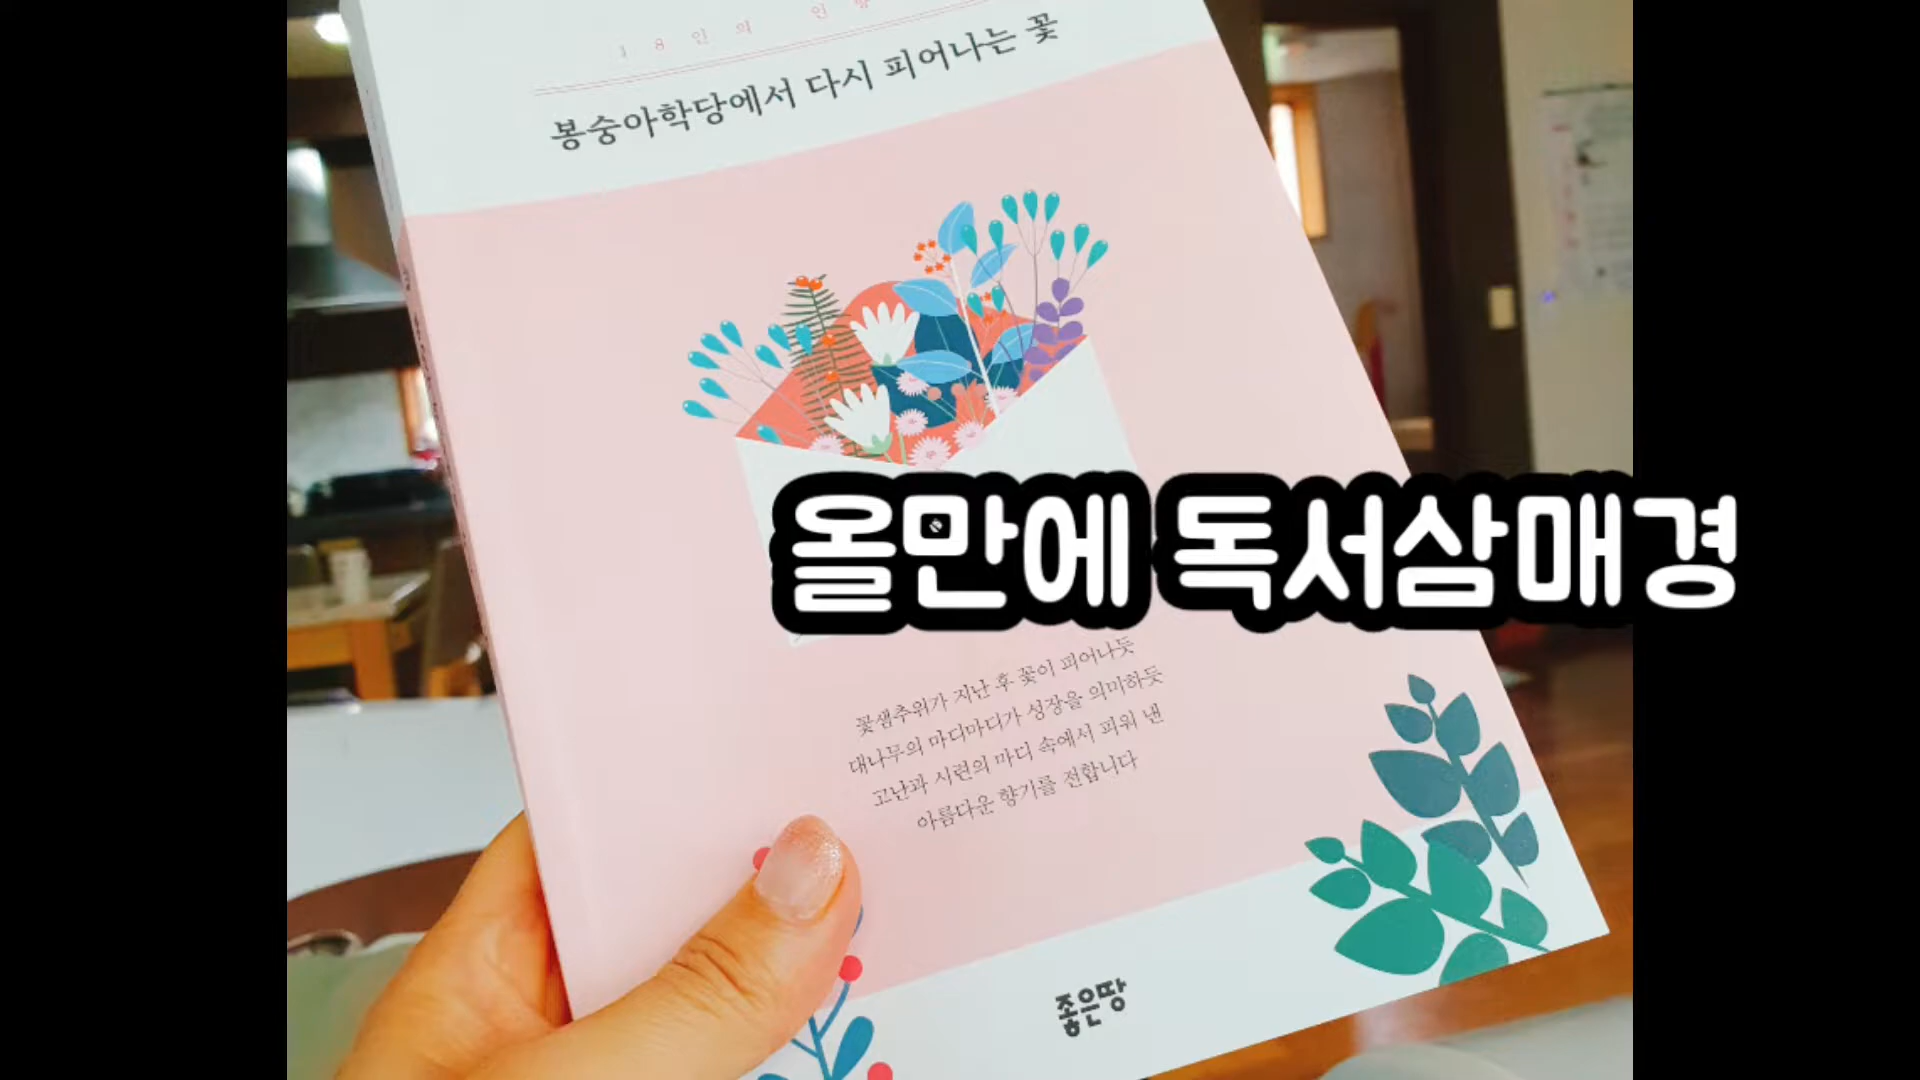 18인의 인향
봉숭아학당에서 다시 피어나는 꽃
올만에 독서삼매경
꽃샘추위가 지난 후 꽃이 피어나듯
대나무의 마디마디가 성장을 의미하듯
고난과 시련의 마디 속에서 피워 낸
아름다운 향기를 전합니다
좋은땅